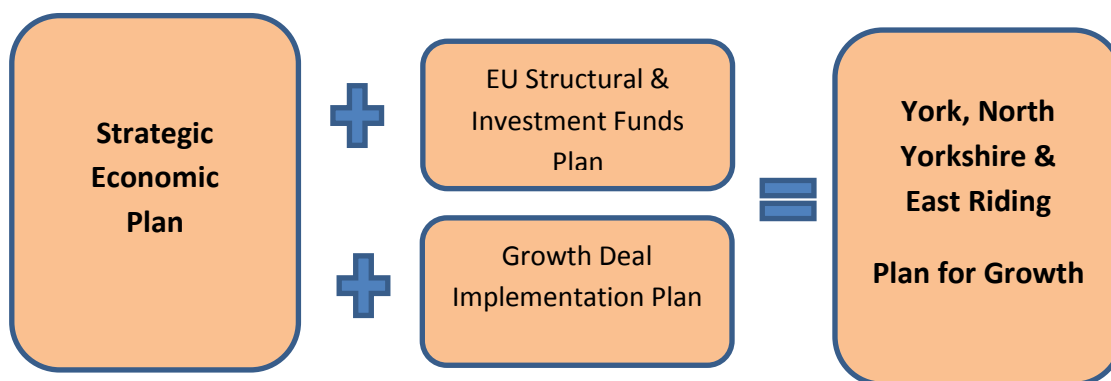 Strategic
Economic
Plan
EU Structural &
Investment Funds
Plan
Growth Deal
Implementation Plan
York, North
Yorkshire &
East Riding
Plan for Growth